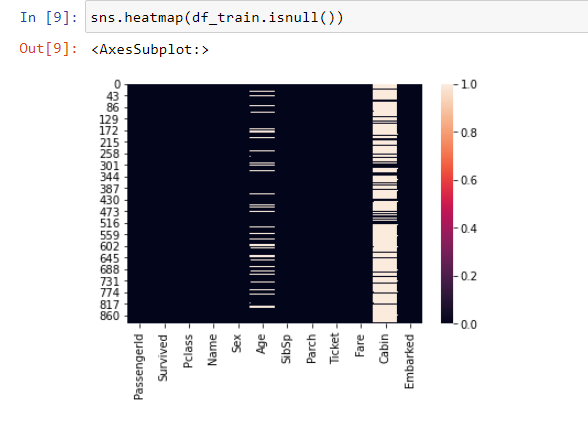 In [9]: sns.heatmap(df_train.isnull())
Out[9]: <AxesSubplot:>
0
43
86
129
172
215
258
301
344
387
430
473
516
559
602
645
688
731
774
817
860
1.0
0.8
0.6
0.4
0.2
0.0
PassengerId
Survived
Pclass
Name
Sex
Age
SibSp
Parch
Ticket
Fare
Cabin
Embarked